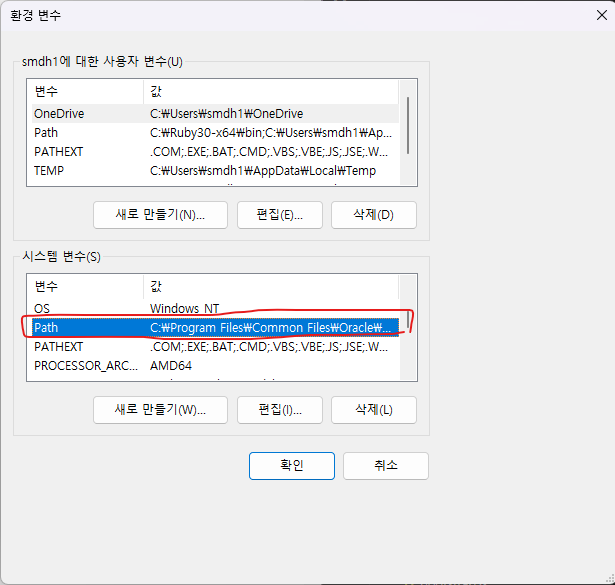 환경 변수
smdh1에 대한 사용자 변수(U)
변수 값
OneDrive C:₩Users₩smdh1₩OneDrive
Path C:₩Ruby30-x64₩bin;C:₩Users₩smdh1₩Ap...
PATHEXT .COM;.EXE;.BAT;.CMD;.VBS;.VBE;.JS;.JSE;.W...
TEMP C:₩Users₩smdh1₩AppData₩Local₩Temp
새로 만들기(N)... 편집(E)... 삭제(D)
시스템 변수(S)
변수 값
OS Windows_NT
Path C:₩Program Files₩Common Files₩Oracle₩...
PATHEXT .COM;.EXE;.BAT;.CMD;.VBS;.VBE;.JS;.JSE;.W...
PROCESSOR_ARC... AMD64
새로 만들기(W)... 편집(I)... 삭제(L)
확인 취소